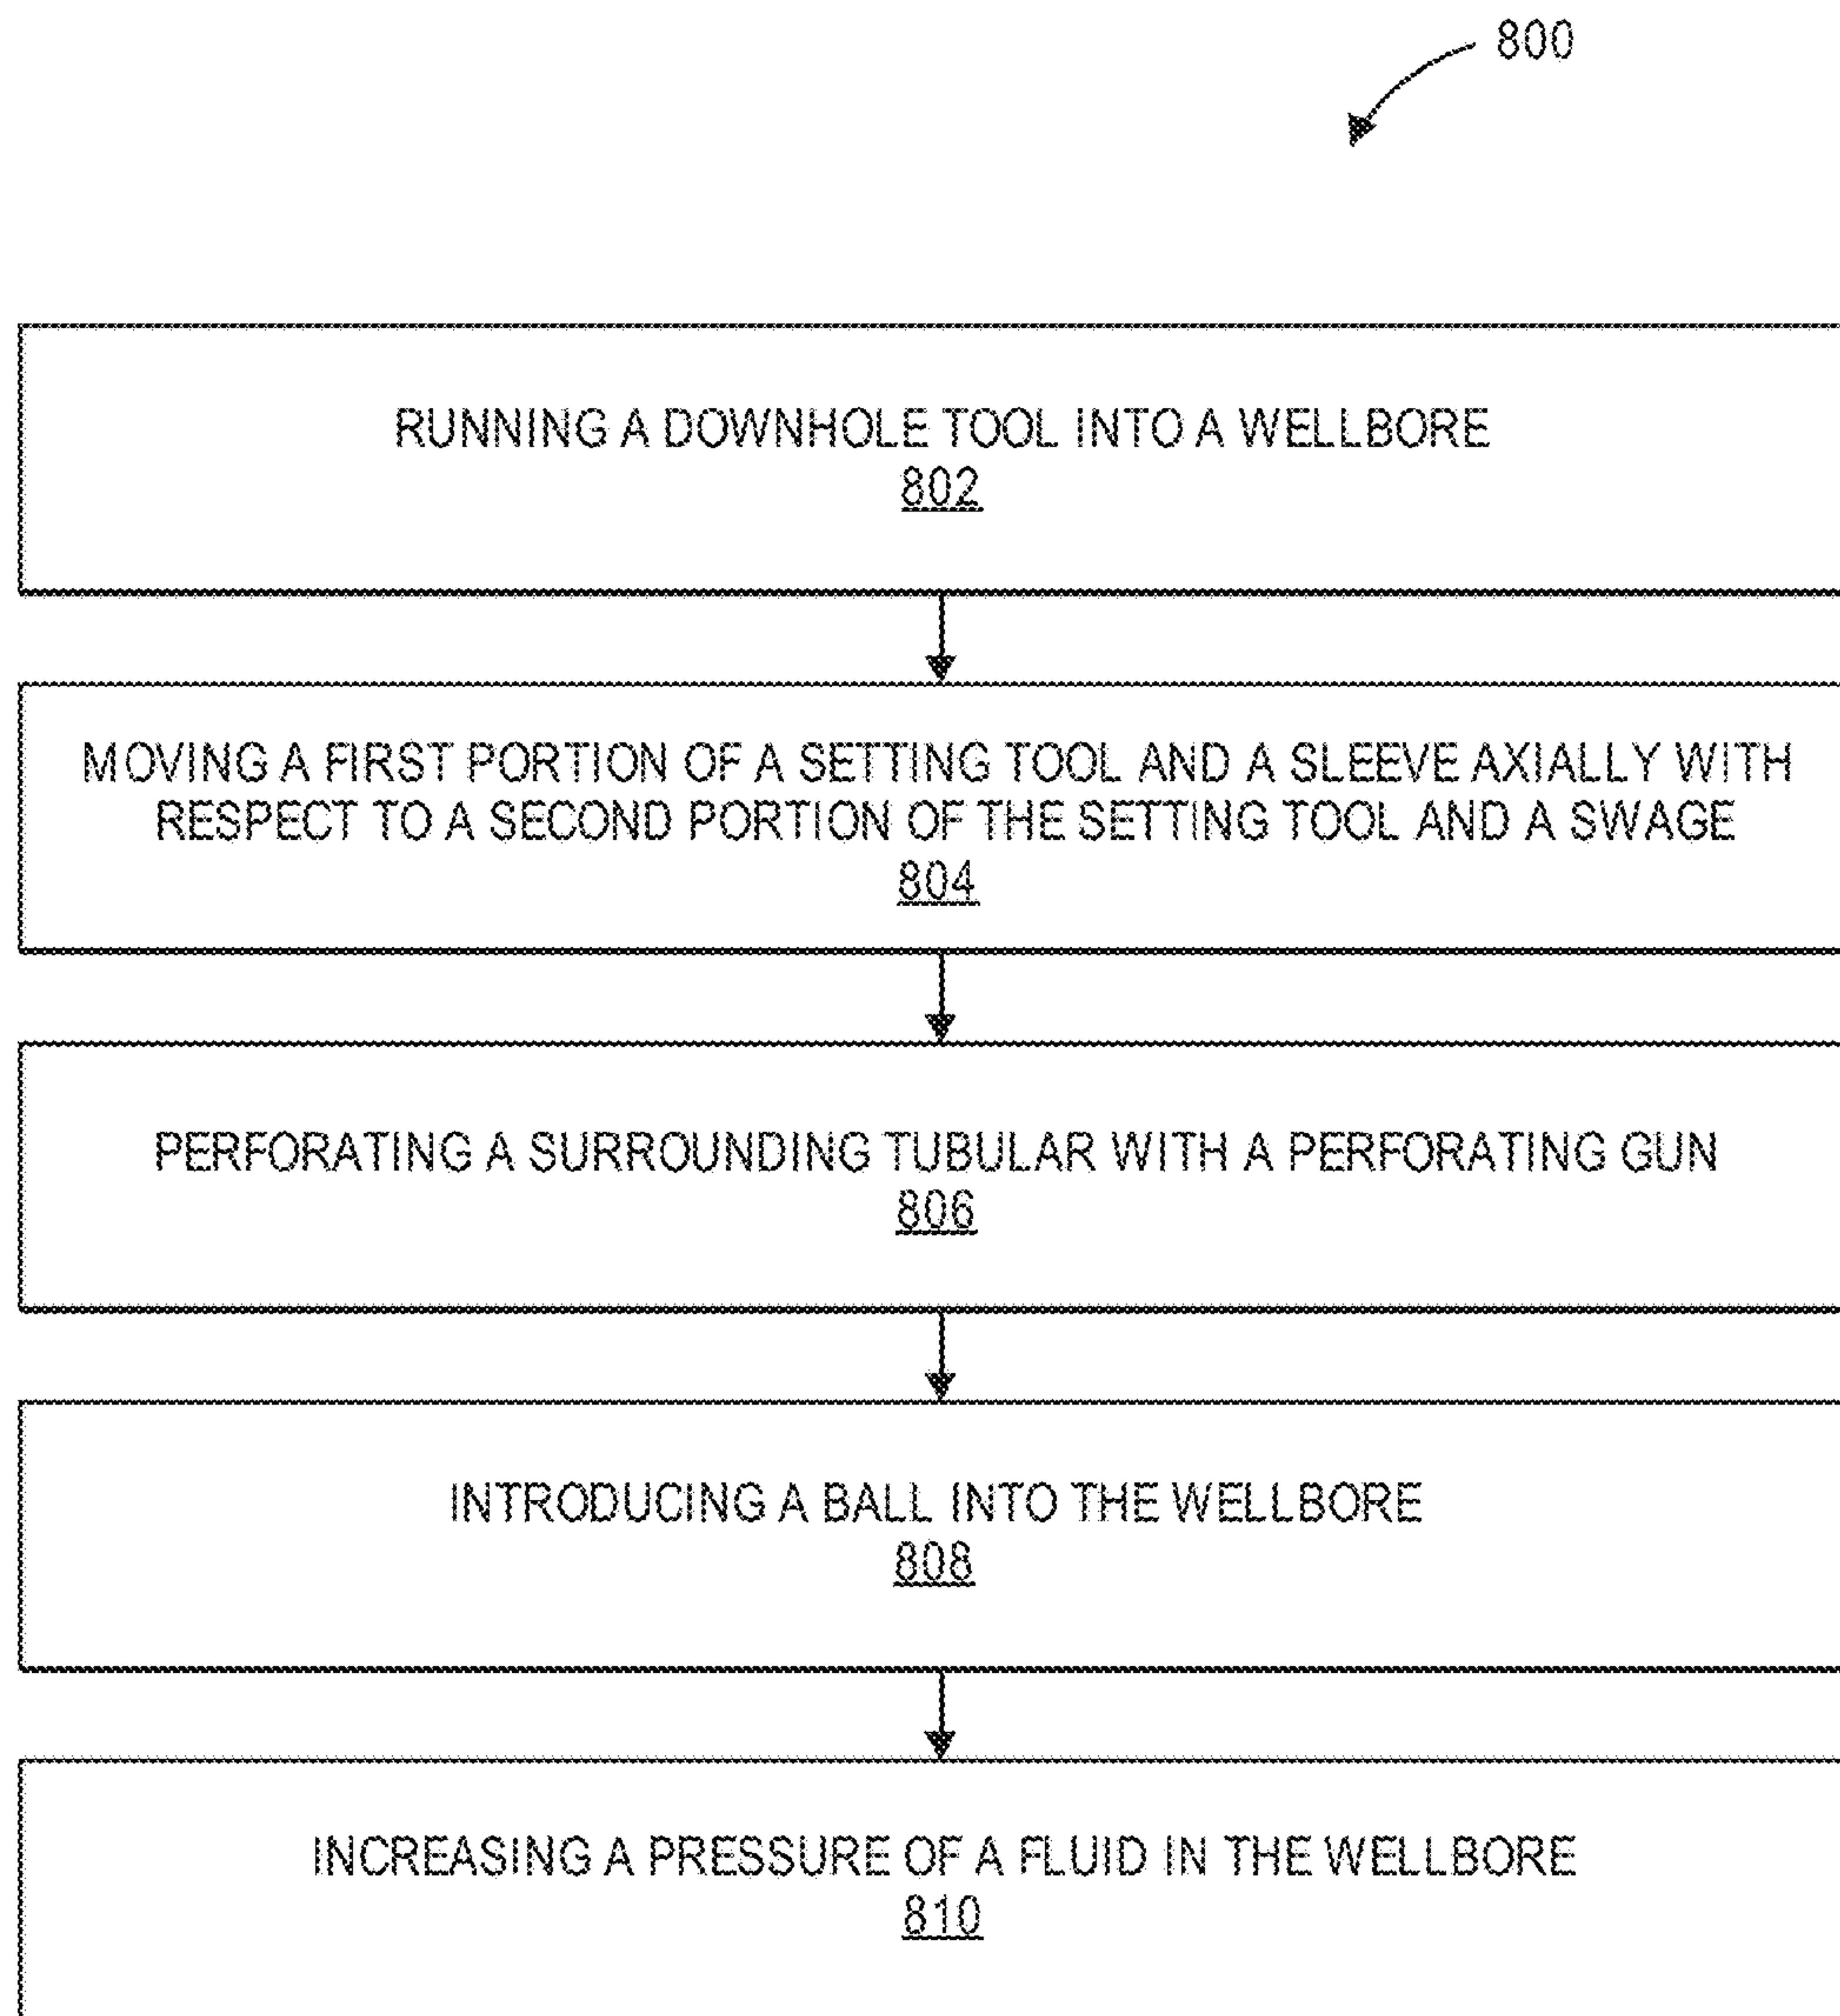 800
RUNNING A DOWNHOLE TOOL INTO A WELLBORE
802
MOVING A FIRST PORTION OF A SETTING TOOL AND A SLEEVE AXIALLY WITH
RESPECT TO A SECOND PORTION OF THE SETTING TOOL AND A SWAGE
804
PERFORATING A SURROUNDING TUBULAR WITH A PERFORATING GUN
806
INTRODUCING A BALL INTO THE WELLBORE
808
INCREASING A PRESSURE OF A FLUID IN THE WELLBORE
810